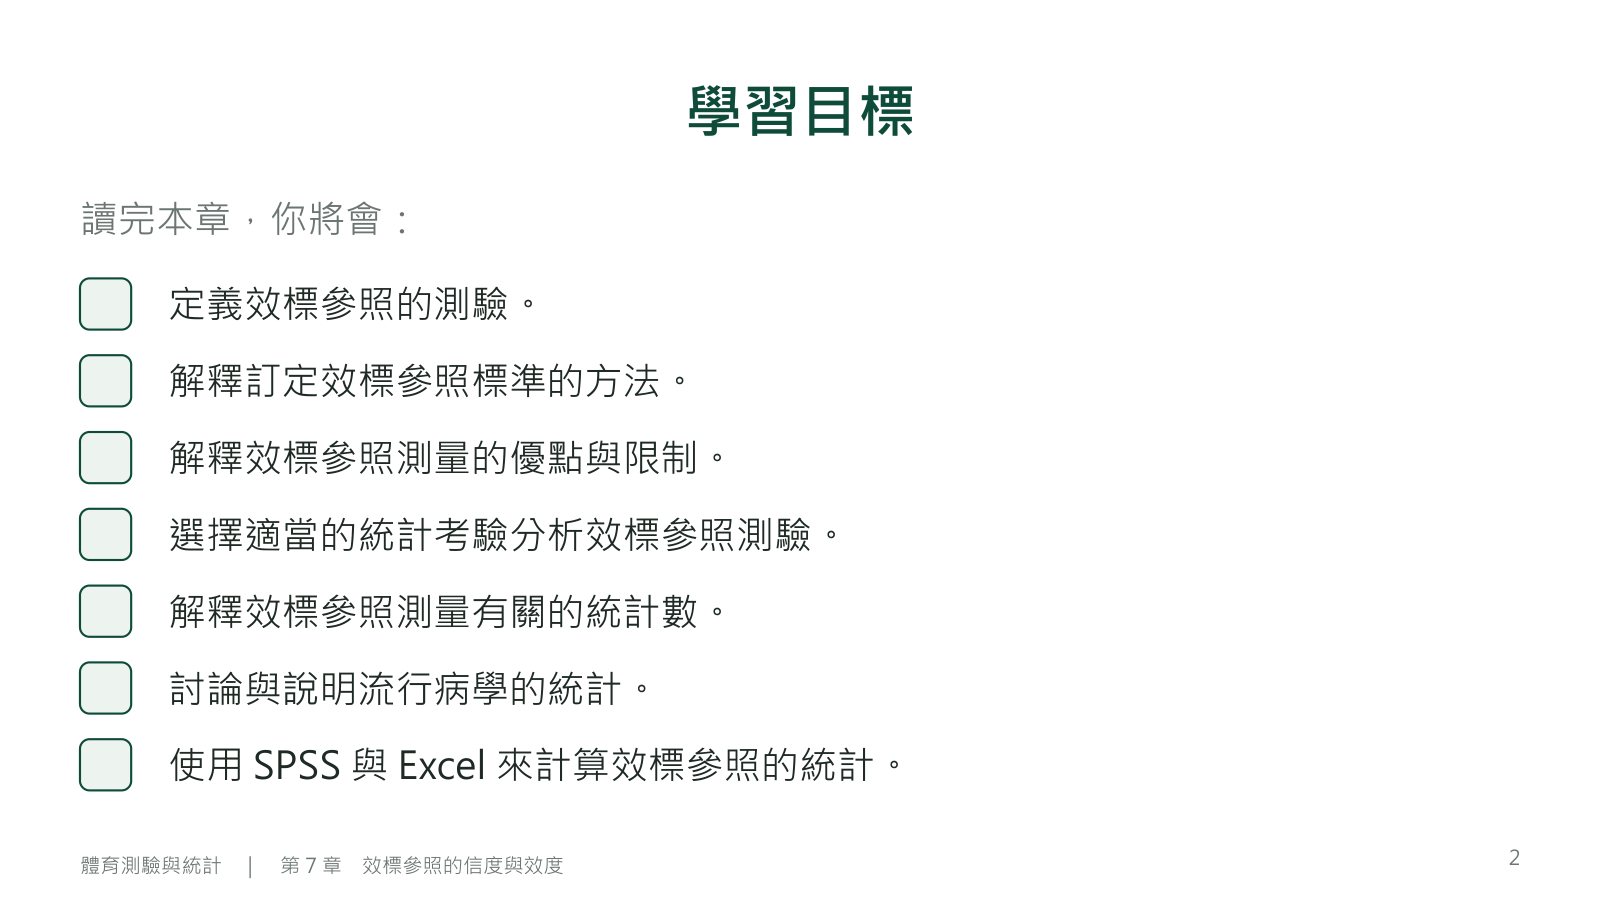 學習目標
讀完本章，你將會：
定義效標參照的測驗。
解釋訂定效標參照標準的方法。
解釋效標參照測量的優點與限制。
選擇適當的統計考驗分析效標參照測驗。
解釋效標參照測量有關的統計數。
討論與說明流行病學的統計。
使用 SPSS 與 Excel 來計算效標參照的統計。
體育測驗與統計 | 第 7 章 效標參照的信度與效度
2